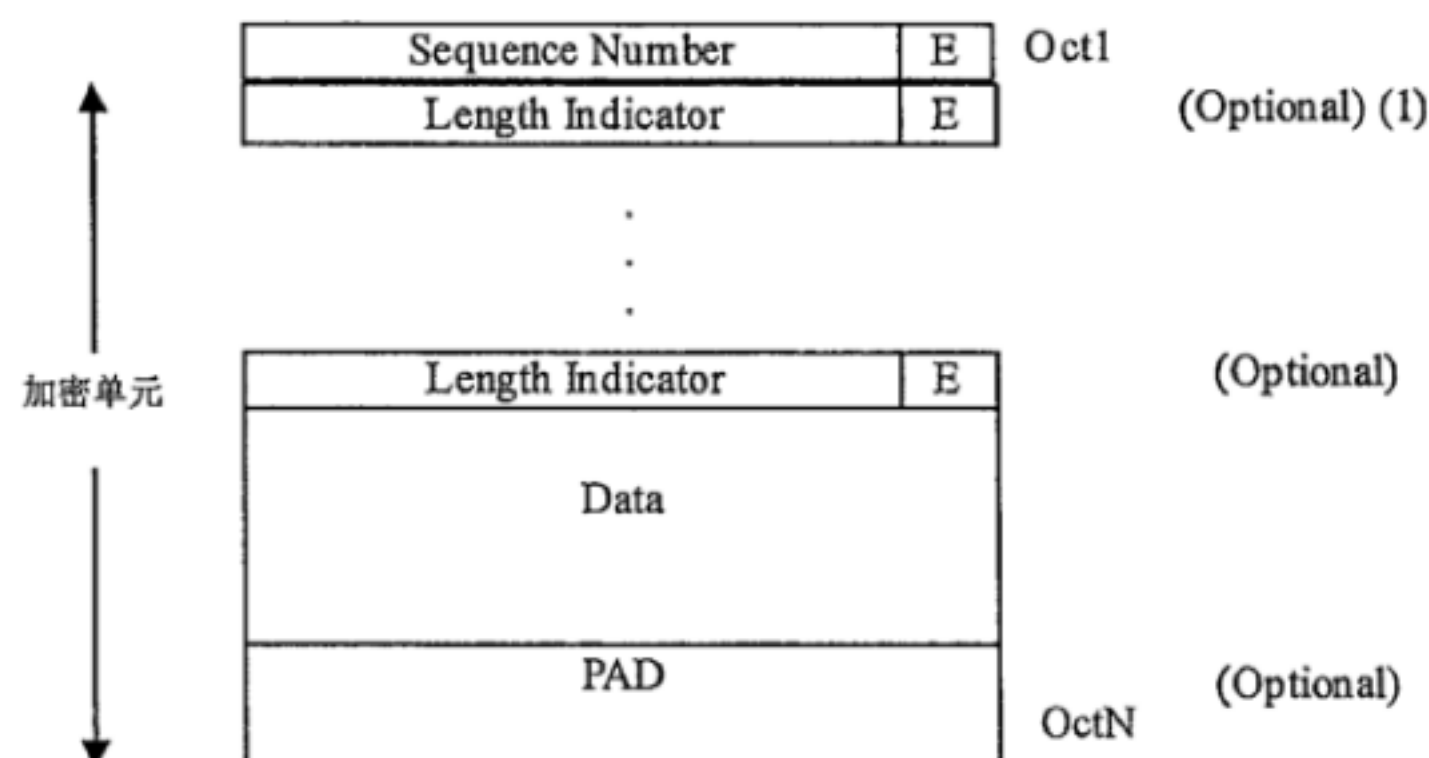 Sequence Number E Oct1
Length Indicator E (Optional) (1)
Length Indicator E (Optional)
加密单元
Data
PAD (Optional)
OctN